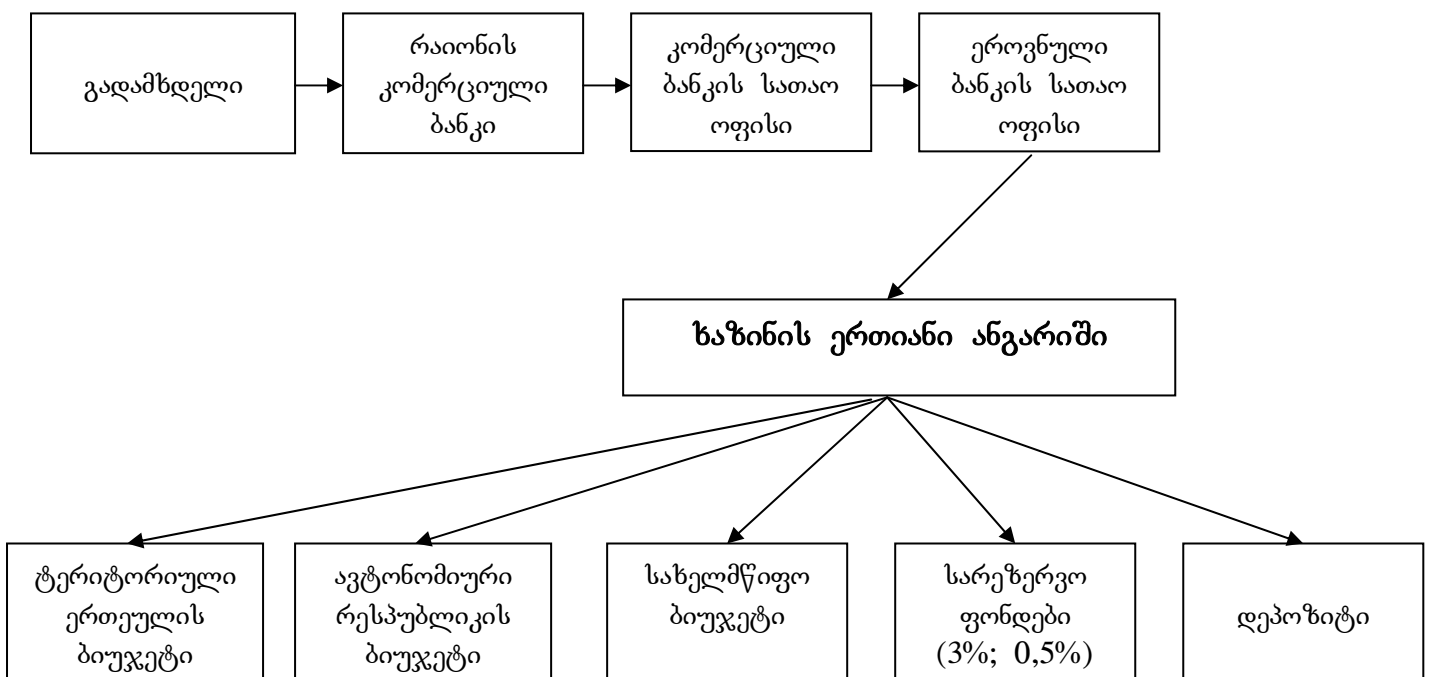 გადამხდელი
რაიონის
კომერციული
ბანკი
კომერციული
ბანკის სათაო
ოფისი
ეროვნული
ბანკის სათაო
ოფისი
ხაზინის ერთიანი ანგარიში
ტერიტორიული
ერთეულის
ბიუჯეტი
ავტონომიური
რესპუბლიკის
ბიუჯეტი
სახელმწიფო
ბიუჯეტი
სარეზერვო
ფონდები
(3%; 0,5%)
დეპოზიტი